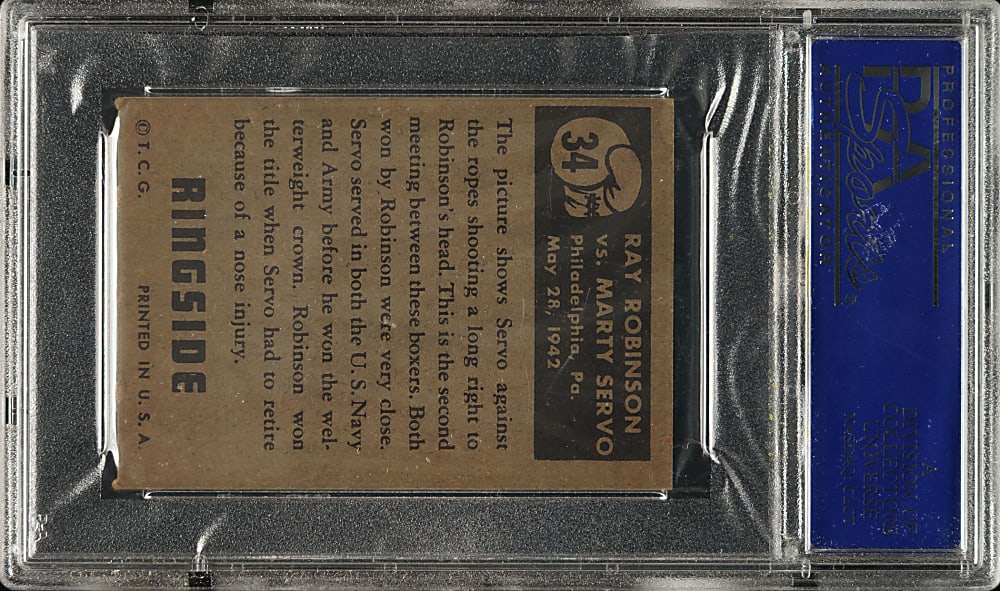 PROFESSIONAL
PSA
Sports
AUTHENTICATOR
A
DIVISION OF
COLLECTORS
UNIVERSE
NASDAQ: CLCT
34
RAY ROBINSON
vs. MARTY SERVO
Philadelphia, Pa.
May 28, 1942
The picture shows Servo against
the ropes shooting a long right to
Robinson's head. This is the second
meeting between these boxers. Both
won by Robinson were very close.
Servo served in both the U. S. Navy
and Army before he won the wel-
terweight crown. Robinson won
the title when Servo had to retire
because of a nose injury.
RINGSIDE
© T. C. G. PRINTED IN U. S. A